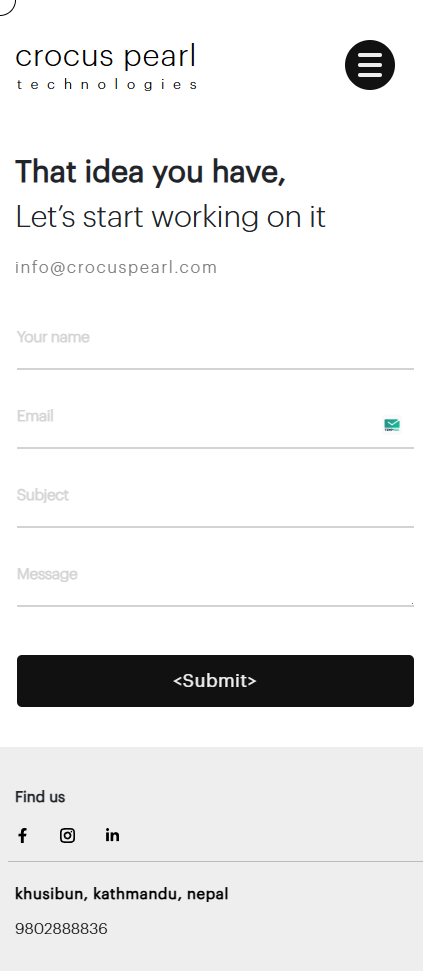 crocus pearl
technologies
That idea you have,
Let’s start working on it
info@crocuspearl.com
Your name
Email
Subject
Message
<Submit>
Find us
khusibun, kathmandu, nepal
9802888836